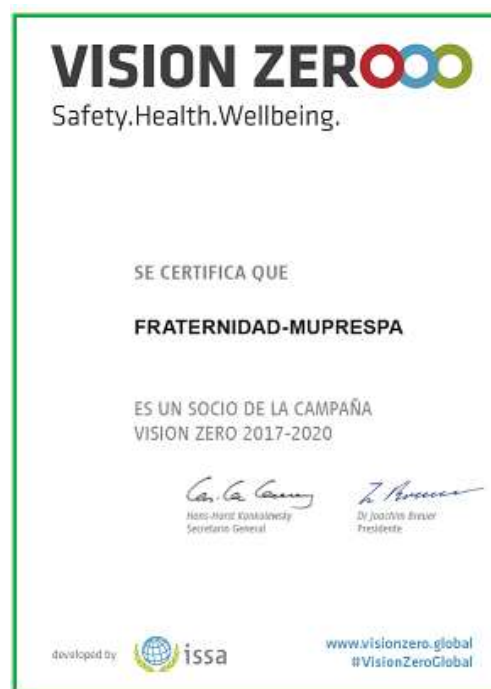 VISION ZERO
Safety.Health.Wellbeing.
SE CERTIFICA QUE
FRATERNIDAD-MUPRESPA
ES UN SOCIO DE LA CAMPAÑA
VISION ZERO 2017-2020
Hans-Horst Konkolewsky
Secretario General
Dr Joachim Breuer
Presidente
developed by issa
www.visionzero.global
#VisionZeroGlobal